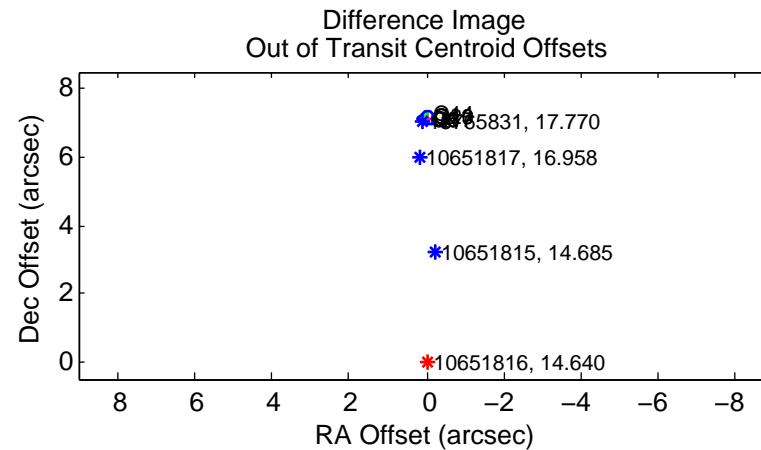 Difference Image
Out of Transit Centroid Offsets
Dec Offset (arcsec)
8
6
4
2
0
17.770
10651817, 16.958
10651815, 14.685
10651816, 14.640
8 6 4 2 0 −2 −4 −6 −8
RA Offset (arcsec)